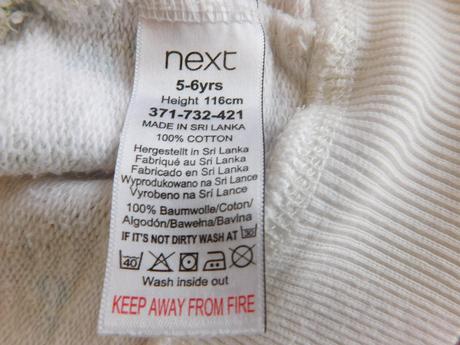 next
5-6yrs
Height 116cm
371-732-421
MADE IN SRI LANKA
100% COTTON
Hergestellt in Sri Lanka
Fabriqué au Sri Lanka
Fabricado en Sri Lanka
Wyprodukowano na Sri Lance
Vyrobeno na Sri Lance
100% Baumwolle/Coton/
Algodón/Bawełna/Bavlna
IF IT'S NOT DIRTY WASH AT 30
40
Wash inside out
KEEP AWAY FROM FIRE